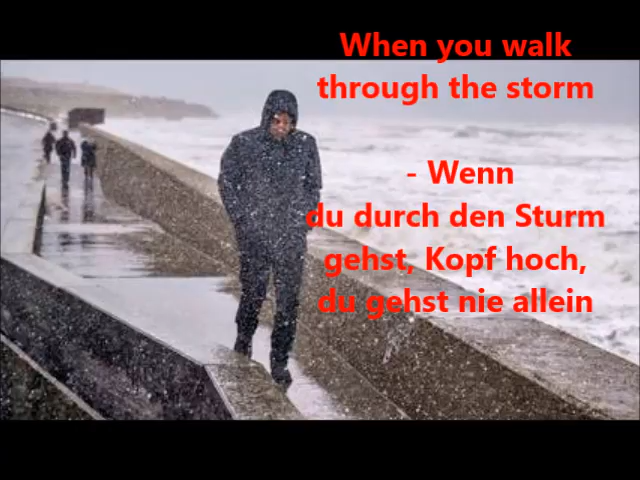 When you walk
through the storm
- Wenn
du durch den Sturm
gehst, Kopf hoch,
du gehst nie allein